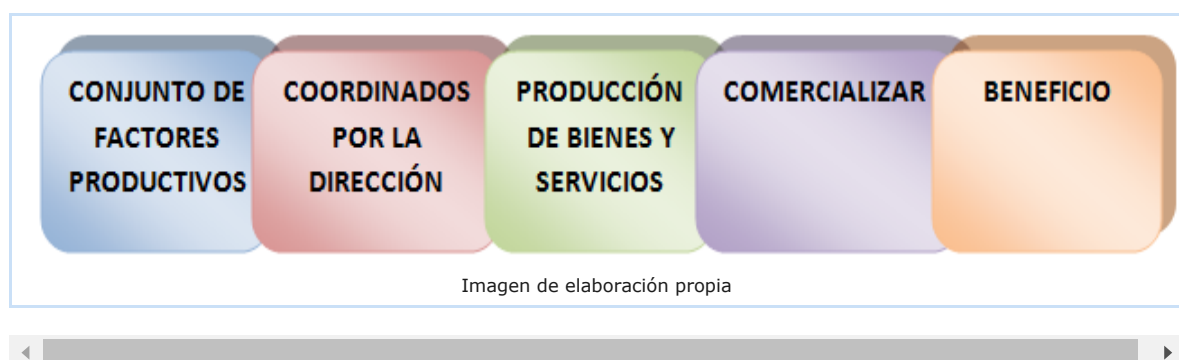 CONJUNTO DE
FACTORES
PRODUCTIVOS
COORDINADOS
POR LA
DIRECCIÓN
PRODUCCIÓN
DE BIENES Y
SERVICIOS
COMERCIALIZAR
BENEFICIO
Imagen de elaboración propia